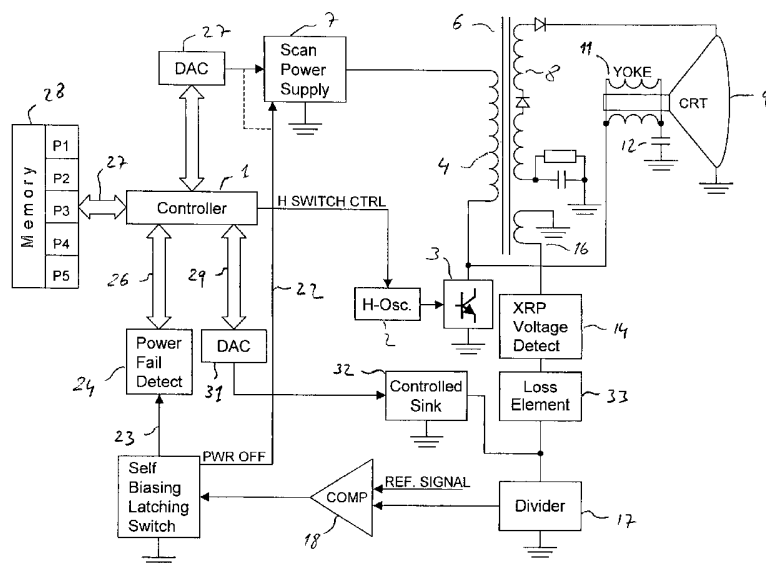 27
7
6
DAC
Scan
Power
Supply
8
11
YOKE
CRT
9
12
28
Memory
P1
P2
P3
P4
P5
27
1
Controller
H SWITCH CTRL
4
16
26
29
22
3
H-Osc.
2
XRP
Voltage
Detect
14
Power
Fail
Detect
24
DAC
31
32
Controlled
Sink
Loss
Element
33
23
PWR OFF
Self
Biasing
Latching
Switch
COMP
18
REF. SIGNAL
Divider
17